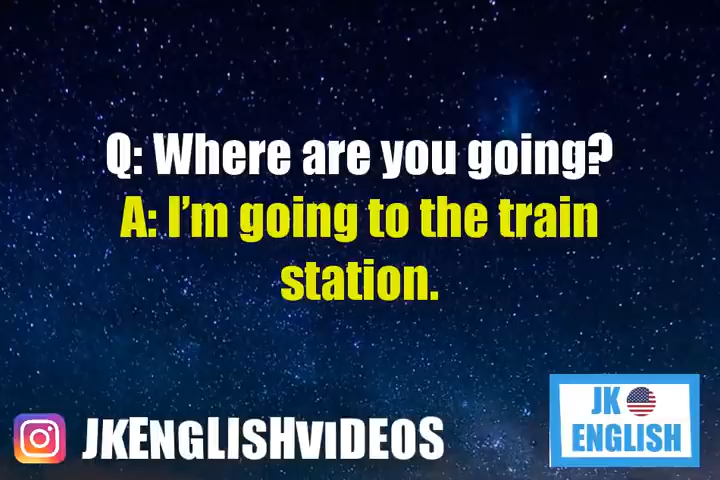 Q: Where are you going?
A: I'm going to the train
station.
JK
ENGLISH
JKENGLISHVIDEOS